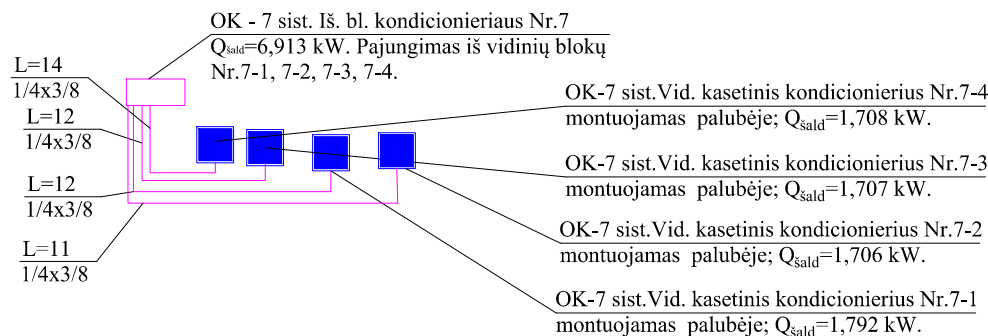 OK - 7 sist. Iš. bl. kondicionieriaus Nr.7
Qšald=6,913 kW. Pajungimas iš vidinių blokų
Nr.7-1, 7-2, 7-3, 7-4.
L=14
1/4x3/8
L=12
1/4x3/8
L=12
1/4x3/8
L=11
1/4x3/8
OK-7 sist.Vid. kasetinis kondicionierius Nr.7-4
montuojamas palubėje; Qšald=1,708 kW.
OK-7 sist.Vid. kasetinis kondicionierius Nr.7-3
montuojamas palubėje; Qšald=1,707 kW.
OK-7 sist.Vid. kasetinis kondicionierius Nr.7-2
montuojamas palubėje; Qšald=1,706 kW.
OK-7 sist.Vid. kasetinis kondicionierius Nr.7-1
montuojamas palubėje; Qšald=1,792 kW.